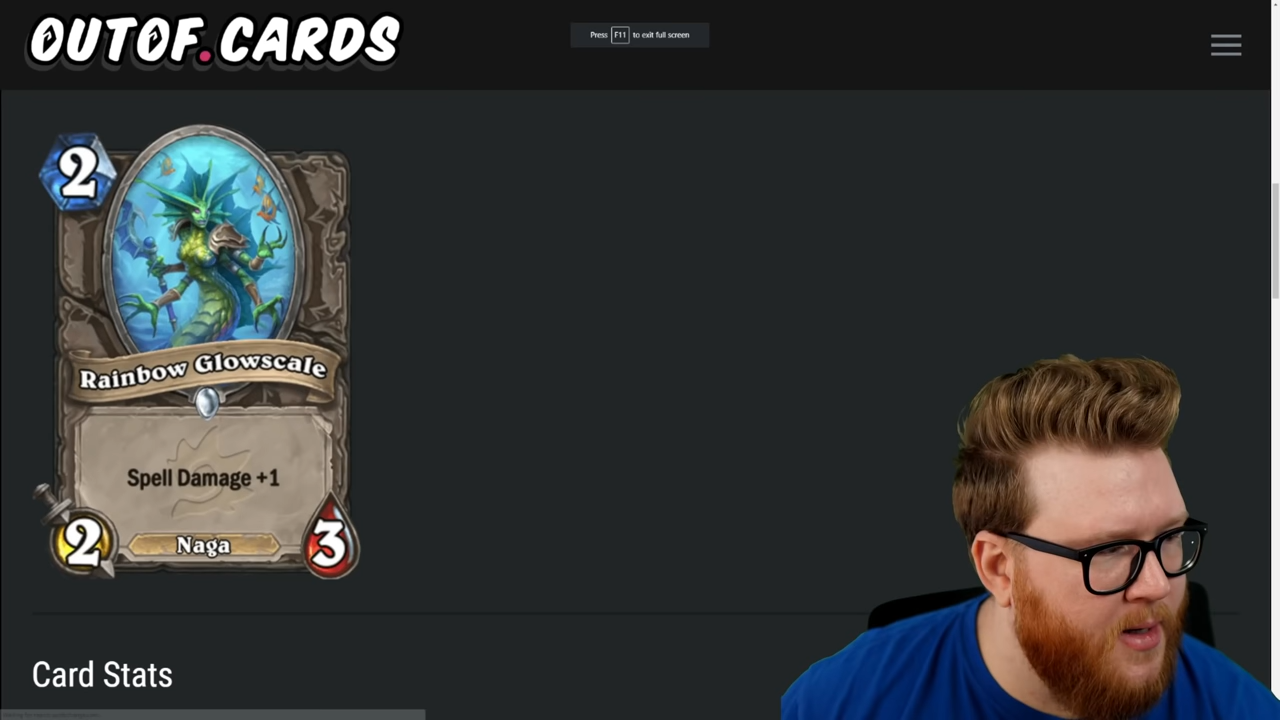 OUTOF.CARDS
Press F11 to exit full screen
2
Rainbow Glowscale
Spell Damage +1
2
Naga
3
Card Stats